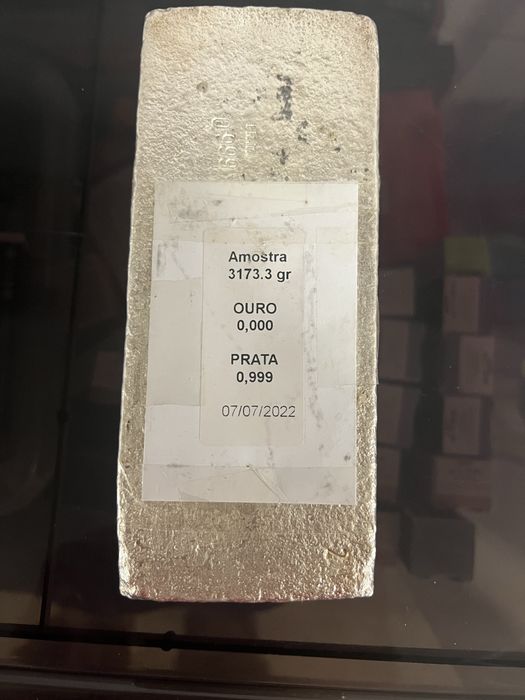 Amostra
3173.3 gr
OURO
0,000
PRATA
0,999
07/07/2022